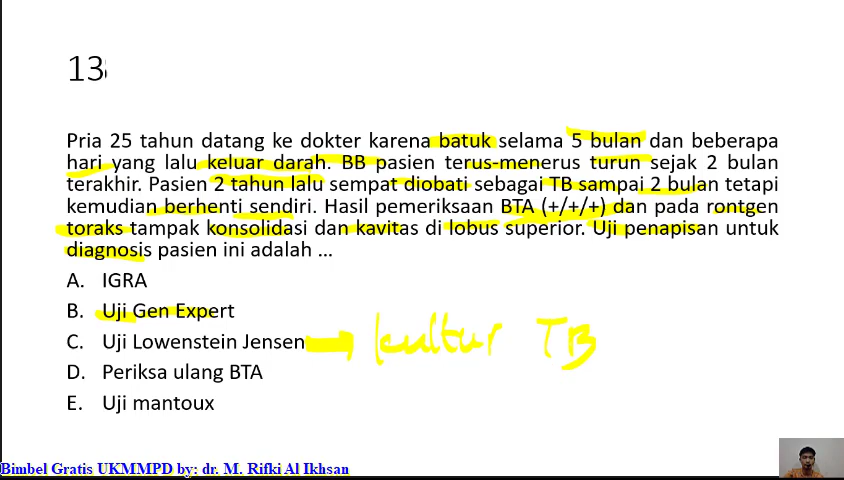 13
Pria 25 tahun datang ke dokter karena batuk selama 5 bulan dan beberapa
hari yang lalu keluar darah. BB pasien terus-menerus turun sejak 2 bulan
terakhir. Pasien 2 tahun lalu sempat diobati sebagai TB sampai 2 bulan tetapi
kemudian berhenti sendiri. Hasil pemeriksaan BTA (+/+/+) dan pada rontgen
toraks tampak konsolidasi dan kavitas di lobus superior. Uji penapisan untuk
diagnosis pasien ini adalah ...
A. IGRA
B. Uji Gen Expert
C. Uji Lowenstein Jensen → kultur TB
D. Periksa ulang BTA
E. Uji mantoux
Bimbel Gratis UKMMPD by: dr. M. Rifki Al Ikhsan